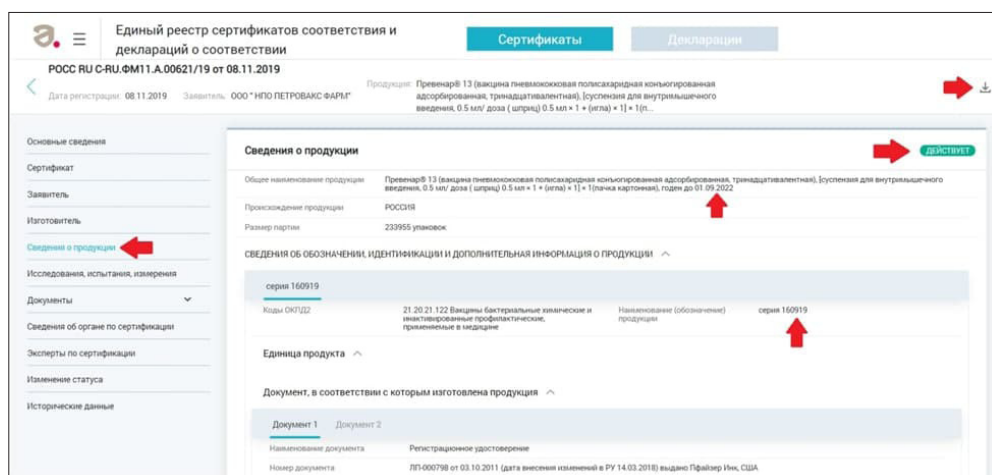 a.
Единый реестр сертификатов соответствия и
деклараций о соответствии
Сертификаты
Декларации
РОСС RU C-RU.ФМ11.А.00621/19 от 08.11.2019
Дата регистрации: 08.11.2019 Заявитель: ООО "НПО ПЕТРОВАКС ФАРМ"
Продукция: Превенар® 13 (вакцина пневмококковая полисахаридная конъюгированная
адсорбированная, тринадцативалентная), [суспензия для внутримышечного
введения, 0.5 мл/ доза ( шприц) 0.5 мл × 1 + (игла) × 1] × 1(п...
Основные сведения
Сертификат
Заявитель
Изготовитель
Сведения о продукции
Исследования, испытания, измерения
Документы
Сведения об органе по сертификации
Эксперты по сертификации
Изменение статуса
Исторические данные
Сведения о продукции
ДЕЙСТВУЕТ
Общее наименование продукции Превенар® 13 (вакцина пневмококковая полисахаридная конъюгированная адсорбированная, тринадцативалентная), [суспензия для внутримышечного
введения, 0.5 мл/ доза ( шприц) 0.5 мл × 1 + (игла) × 1] × 1(пачка картонная), годен до 01.09.2022
Происхождение продукции РОССИЯ
Размер партии 233955 упаковок
СВЕДЕНИЯ ОБ ОБОЗНАЧЕНИИ, ИДЕНТИФИКАЦИИ И ДОПОЛНИТЕЛЬНАЯ ИНФОРМАЦИЯ О ПРОДУКЦИИ
серия 160919
Коды ОКПД2 21.20.21.122 Вакцины бактериальные химические и
инактивированные профилактические,
применяемые в медицине
Наименование (обозначение)
продукции
серия 160919
Единица продукта
Документ, в соответствии с которым изготовлена продукция
Документ 1 Документ 2
Наименование документа Регистрационное удостоверение
Номер документа ЛП-000798 от 03.10.2011 (дата внесения изменений в РУ 14.03.2018) выдано Пфайзер Инк, США